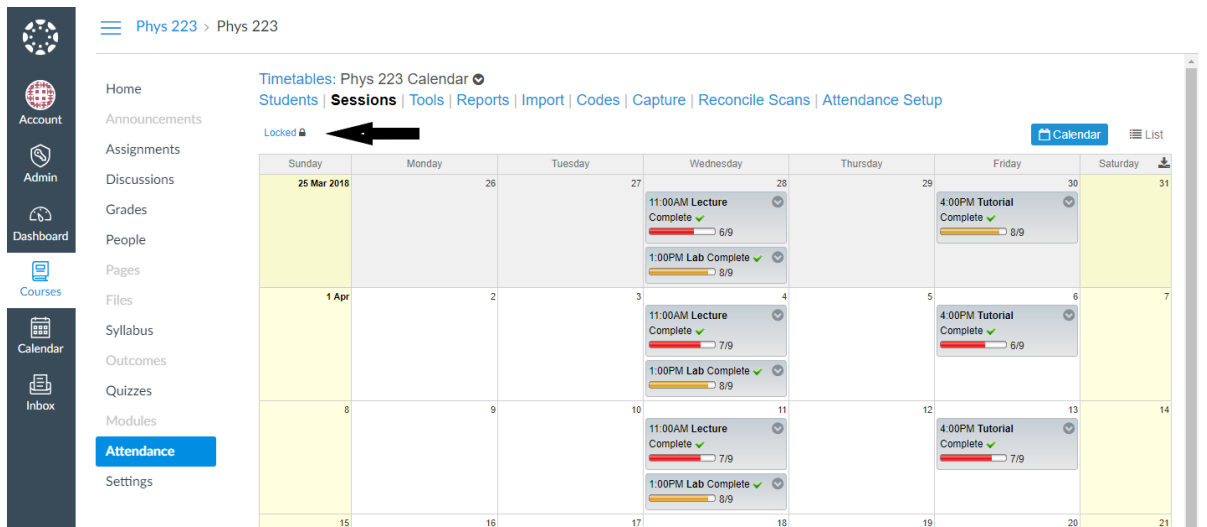 Phys 223 > Phys 223
Account
Admin
Dashboard
Courses
Calendar
Inbox
Home
Announcements
Assignments
Discussions
Grades
People
Pages
Files
Syllabus
Outcomes
Quizzes
Modules
Attendance
Settings
Timetables: Phys 223 Calendar
Students | Sessions | Tools | Reports | Import | Codes | Capture | Reconcile Scans | Attendance Setup
Locked
Calendar List
Sunday Monday Tuesday Wednesday Thursday Friday Saturday
25 Mar 2018 26 27 28 29 30 31
11:00AM Lecture
Complete
6/9
1:00PM Lab Complete
8/9
4:00PM Tutorial
Complete
8/9
1 Apr 2 3 4 5 6 7
11:00AM Lecture
Complete
7/9
1:00PM Lab Complete
8/9
4:00PM Tutorial
Complete
6/9
8 9 10 11 12 13 14
11:00AM Lecture
Complete
7/9
1:00PM Lab Complete
8/9
4:00PM Tutorial
Complete
7/9
15 16 17 18 19 20 21